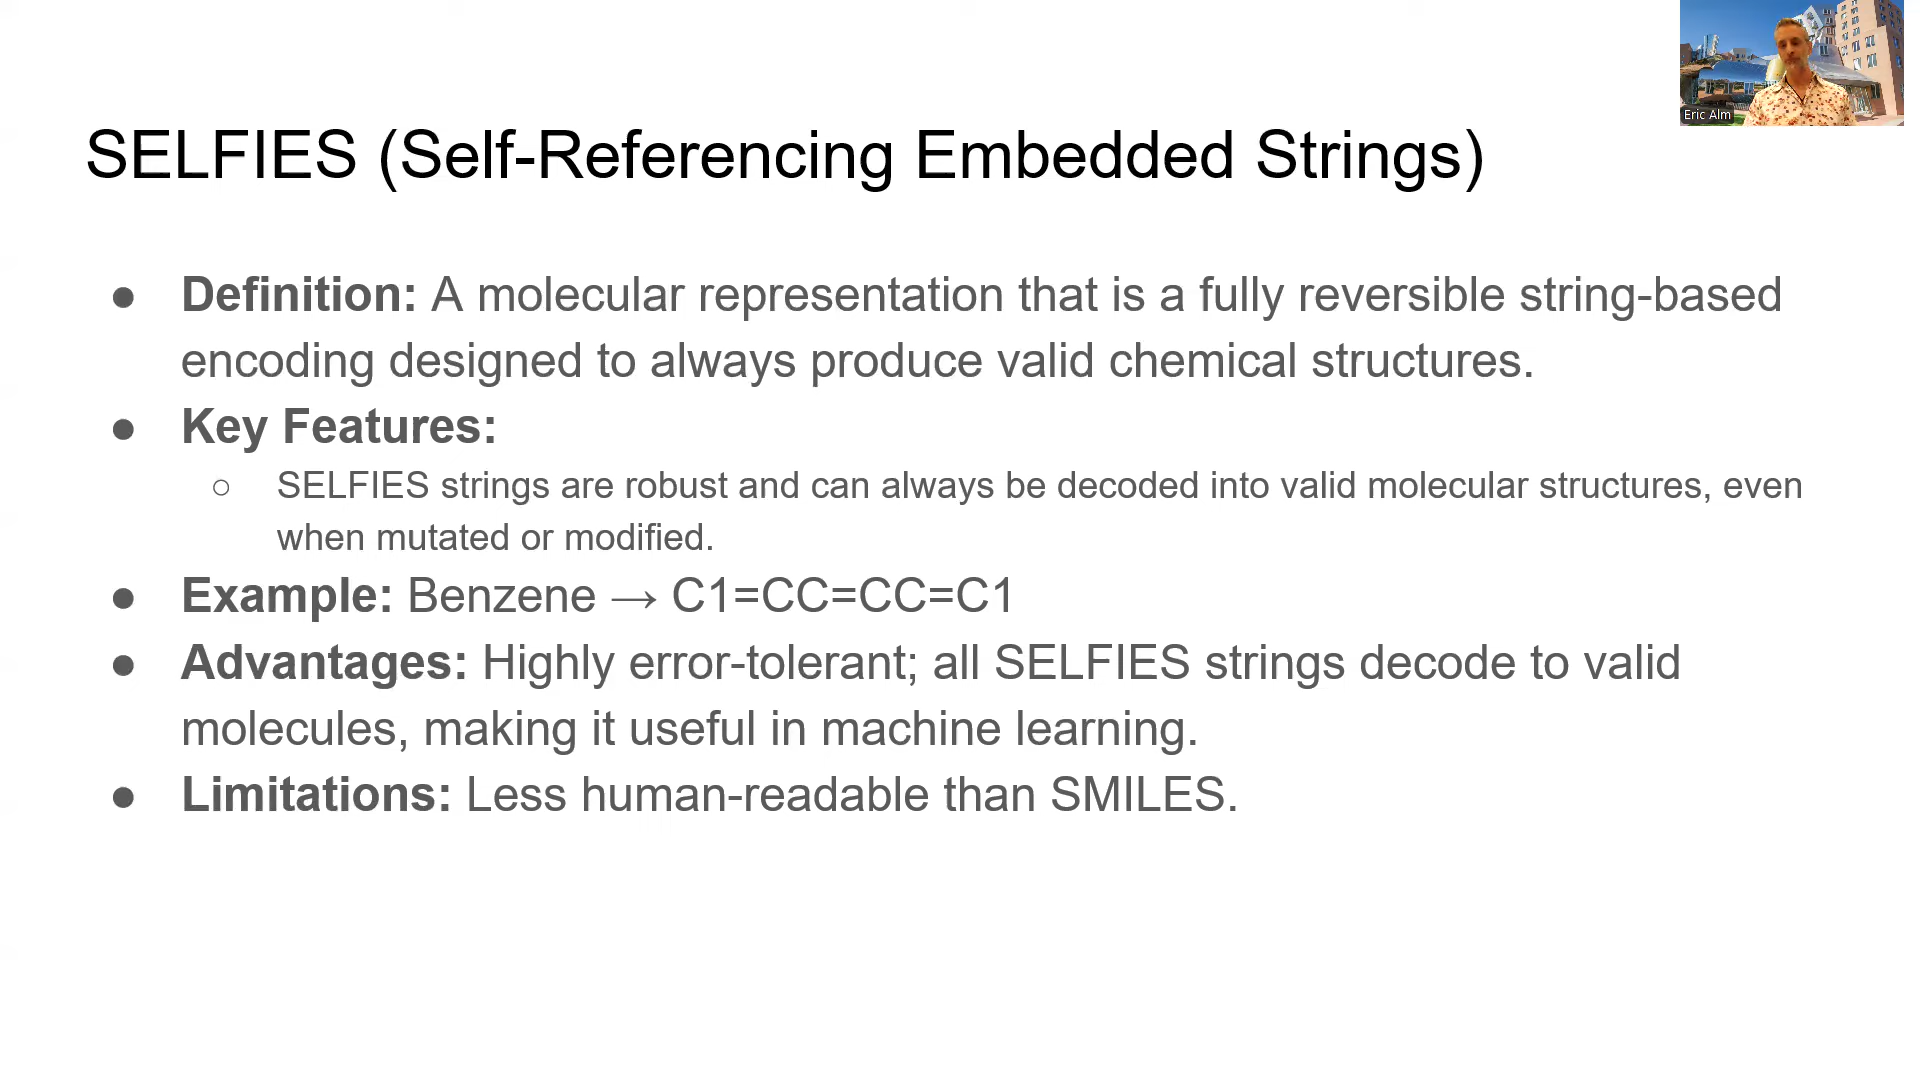 Eric Alm
SELFIES (Self-Referencing Embedded Strings)
● Definition: A molecular representation that is a fully reversible string-based
encoding designed to always produce valid chemical structures.
● Key Features:
○ SELFIES strings are robust and can always be decoded into valid molecular structures, even
when mutated or modified.
● Example: Benzene → C1=CC=CC=C1
● Advantages: Highly error-tolerant; all SELFIES strings decode to valid
molecules, making it useful in machine learning.
● Limitations: Less human-readable than SMILES.